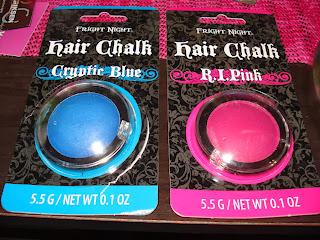 FRIGHT NIGHT
Hair Chalk
Cryptic Blue
5.5 G / NET WT 0.1 OZ
FRIGHT NIGHT
Hair Chalk
R.I.Pink
5.5 G / NET WT 0.1 OZ